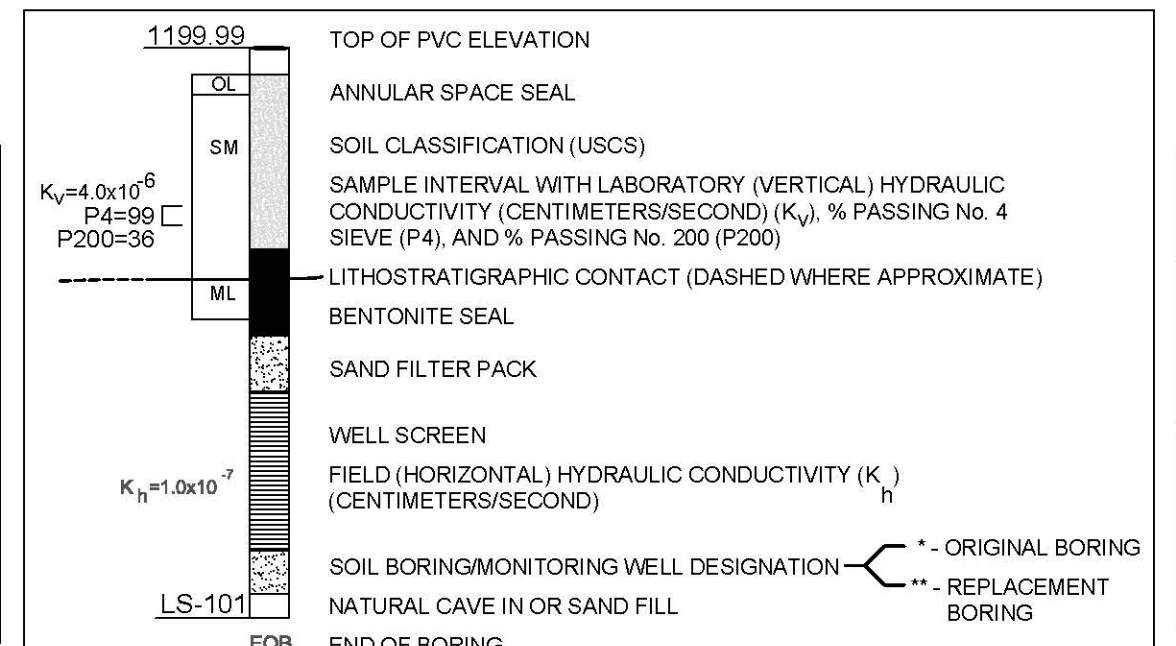 1199.99 TOP OF PVC ELEVATION
OL
ANNULAR SPACE SEAL
SM SOIL CLASSIFICATION (USCS)
Kv=4.0x10-6
P4=99
P200=36
SAMPLE INTERVAL WITH LABORATORY (VERTICAL) HYDRAULIC
CONDUCTIVITY (CENTIMETERS/SECOND) (Kv), % PASSING No. 4
SIEVE (P4), AND % PASSING No. 200 (P200)
LITHOSTRATIGRAPHIC CONTACT (DASHED WHERE APPROXIMATE)
ML
BENTONITE SEAL
SAND FILTER PACK
WELL SCREEN
Kh=1.0x10-7
FIELD (HORIZONTAL) HYDRAULIC CONDUCTIVITY (Kh)
(CENTIMETERS/SECOND)
SOIL BORING/MONITORING WELL DESIGNATION
* - ORIGINAL BORING
** - REPLACEMENT
BORING
LS-101 NATURAL CAVE IN OR SAND FILL
EOB END OF BORING